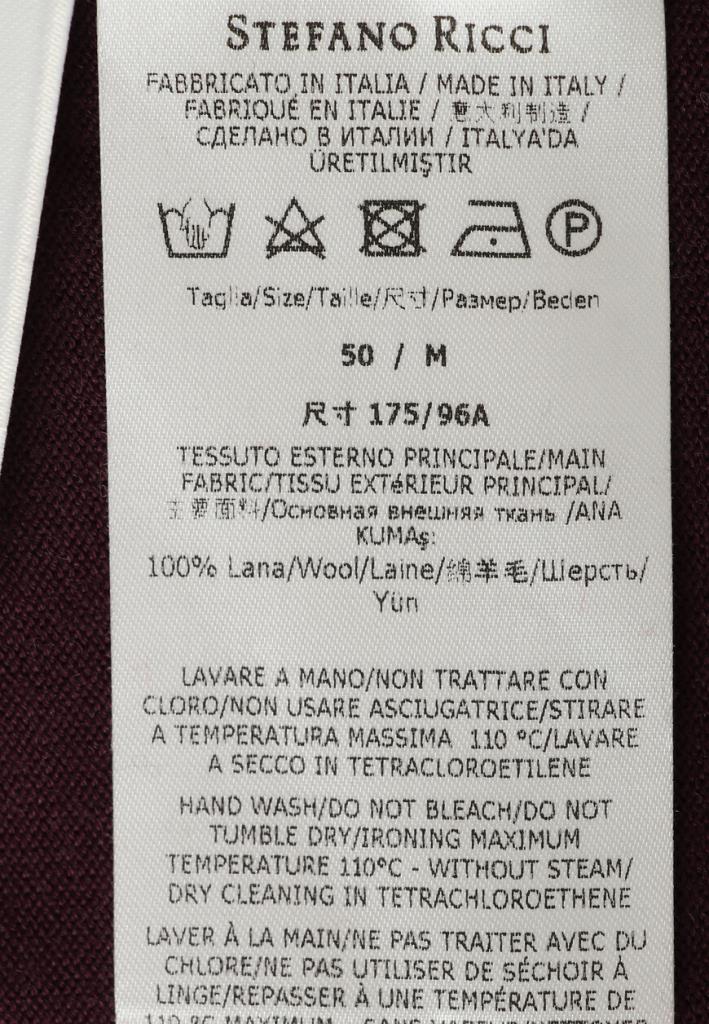 STEFANO RICCI
FABBRICATO IN ITALIA / MADE IN ITALY /
FABRIQUÉ EN ITALIE / 意大利制造 /
СДЕЛАНО В ИТАЛИИ / ITALYA'DA
ÜRETILMIŞTIR
P
Taglia/Size/Taille/尺寸/Размер/Beden
50 / M
尺寸 175/96A
TESSUTO ESTERNO PRINCIPALE/MAIN
FABRIC/TISSU EXTéRIEUR PRINCIPAL/
面料/Основная внешняя ткань /ANA
KUMAş:
100% Lana/Wool/Laine/绵羊毛/Шерсть/
Yün
LAVARE A MANO/NON TRATTARE CON
CLORO/NON USARE ASCIUGATRICE/STIRARE
A TEMPERATURA MASSIMA 110 °C/LAVARE
A SECCO IN TETRACLOROETILENE
HAND WASH/DO NOT BLEACH/DO NOT
TUMBLE DRY/IRONING MAXIMUM
TEMPERATURE 110°C - WITHOUT STEAM/
DRY CLEANING IN TETRACHLOROETHENE
LAVER À LA MAIN/NE PAS TRAITER AVEC DU
CHLORE/NE PAS UTILISER DE SÉCHOIR À
LINGE/REPASSER À UNE TEMPÉRATURE DE
110 °C MAXIMUM - SANS